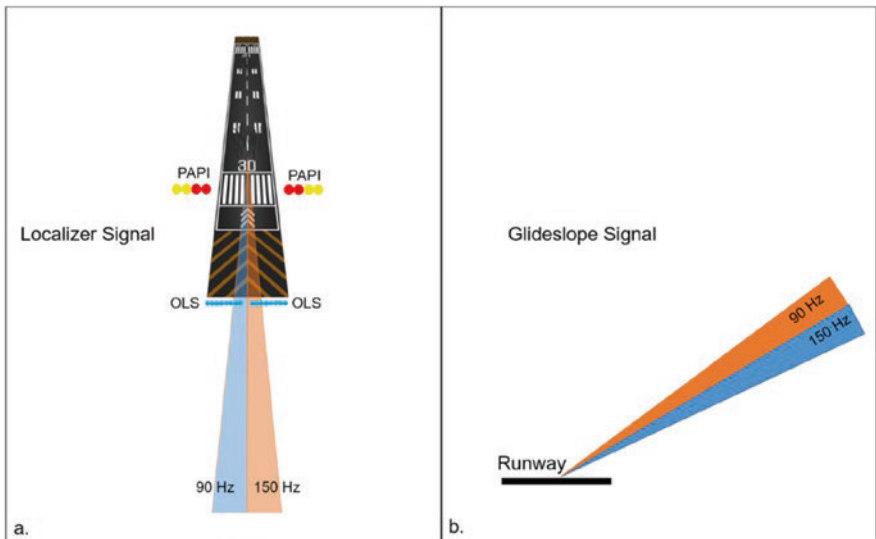 30
PAPI PAPI
Localizer Signal
OLS OLS
90 Hz 150 Hz
a.
Glideslope Signal
90 Hz
150 Hz
Runway
b.